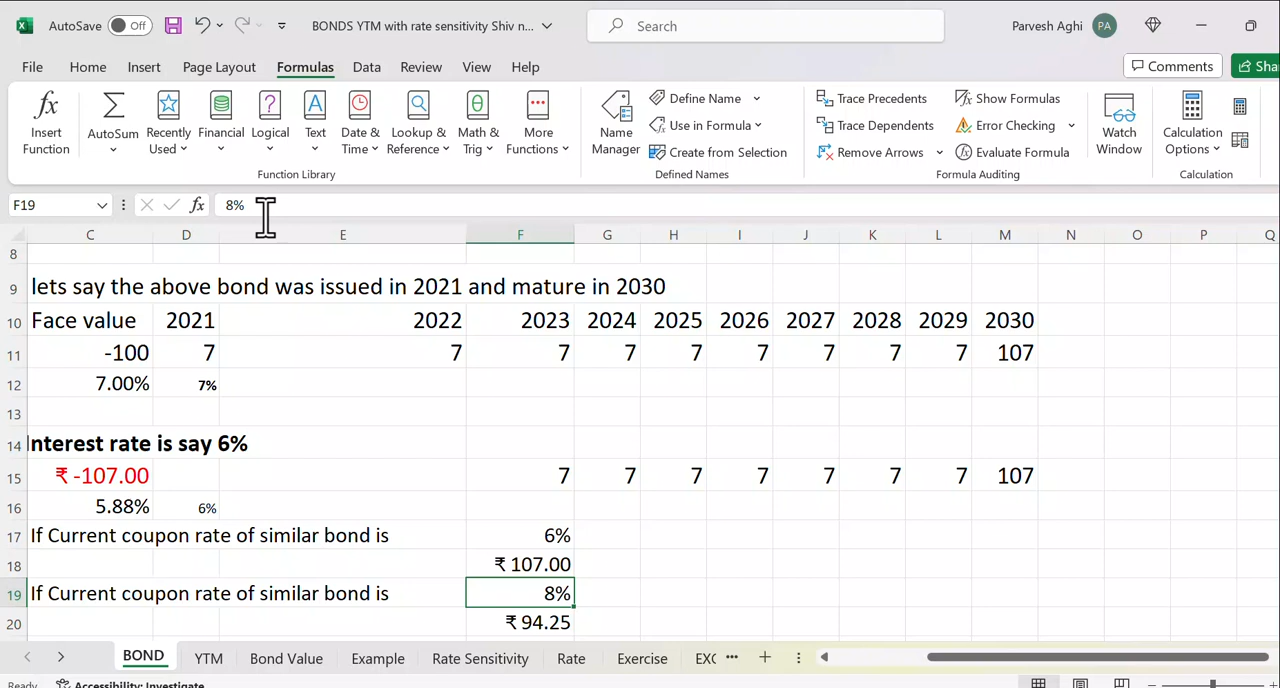 AutoSave Off BONDS YTM with rate sensitivity Shiv n... Search Parvesh Aghi PA
File Home Insert Page Layout Formulas Data Review View Help Comments Sha
fx Σ ? A θ
Insert Function AutoSum Recently Used Financial Logical Text Date & Time Lookup & Reference Math & Trig More Functions
Function Library
Name Manager Define Name Use in Formula Create from Selection
Defined Names
Trace Precedents Show Formulas
Trace Dependents Error Checking
Remove Arrows Evaluate Formula
Formula Auditing
Watch Window Calculation Options
Calculation
F19 fx 8%
C D E F G H I J K L M N O P Q
8
9 lets say the above bond was issued in 2021 and mature in 2030
10 Face value 2021 2022 2023 2024 2025 2026 2027 2028 2029 2030
11 -100 7 7 7 7 7 7 7 7 7 107
12 7.00% 7%
13
14 Interest rate is say 6%
15 ₹ -107.00 7 7 7 7 7 7 7 107
16 5.88% 6%
17 If Current coupon rate of similar bond is 6%
18 ₹ 107.00
19 If Current coupon rate of similar bond is 8%
20 ₹ 94.25
BOND YTM Bond Value Example Rate Sensitivity Rate Exercise EXC ...
Ready Accessibility: Investigate